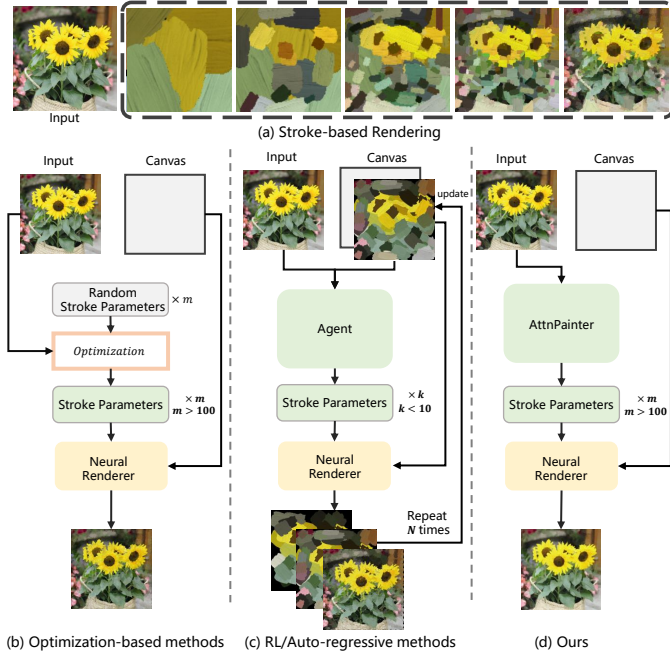 Input
(a) Stroke-based Rendering
Input
Canvas
Random
Stroke Parameters
× m
Optimization
Stroke Parameters
× m
m > 100
Neural
Renderer
(b) Optimization-based methods
Input
Canvas
update
Agent
Stroke Parameters
× k
k < 10
Neural
Renderer
Repeat
N times
(c) RL/Auto-regressive methods
Input
Canvas
AttnPainter
Stroke Parameters
× m
m > 100
Neural
Renderer
(d) Ours